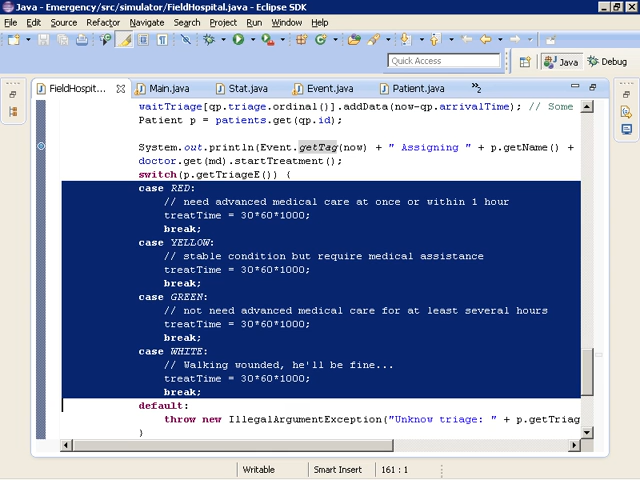 Java - Emergency/src/simulator/FieldHospital.java - Eclipse SDK
File Edit Source Refactor Navigate Search Project Run Window Help
Quick Access
Java
Debug
FieldHospit...
Main.java
Stat.java
Event.java
Patient.java
»2
waitTriage[qp.triage.ordinal()].addData(now-qp.arrivalTime); // Some
Patient p = patients.get(qp.id);
System.out.println(Event.getTag(now) + " Assigning " + p.getName() +
doctor.get(md).startTreatment();
switch(p.getTriageE()) {
case RED:
// need advanced medical care at once or within 1 hour
treatTime = 30*60*1000;
break;
case YELLOW:
// stable condition but require medical assistance
treatTime = 30*60*1000;
break;
case GREEN:
// not need advanced medical care for at least several hours
treatTime = 30*60*1000;
break;
case WHITE:
// Walking wounded, he'll be fine...
treatTime = 30*60*1000;
break;
default:
throw new IllegalArgumentException("Unknow triage: " + p.getTriag
}
Writable
Smart Insert
161 : 1